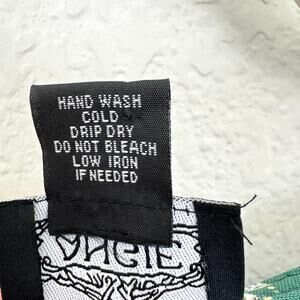 HAND WASH
COLD
DRIP DRY
DO NOT BLEACH
LOW IRON
IF NEEDED